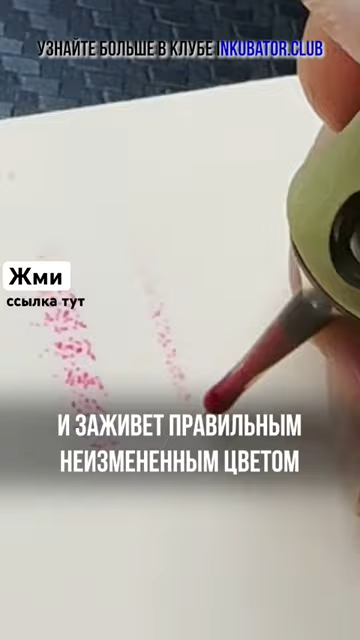 УЗНАЙТЕ БОЛЬШЕ В КЛУБЕ INKUBATOR.CLUB
Жми
ссылка тут
И ЗАЖИВЕТ ПРАВИЛЬНЫМ
НЕИЗМЕНЕННЫМ ЦВЕТОМ